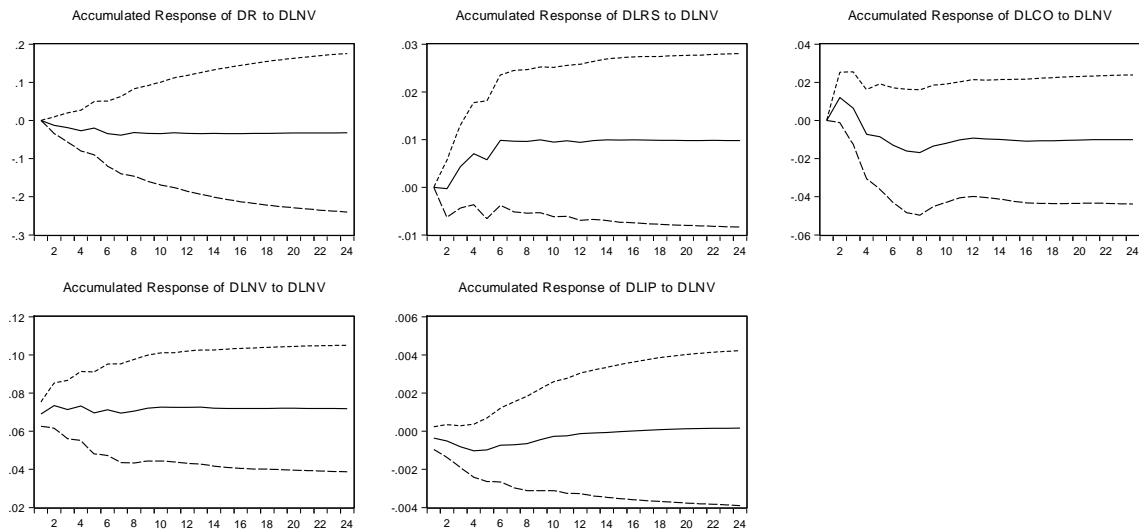 Accumulated Response of DR to DLNV
.2
.1
.0
-.1
-.2
-.3
2 4 6 8 10 12 14 16 18 20 22 24
Accumulated Response of DLRS to DLNV
.03
.02
.01
.00
-.01
2 4 6 8 10 12 14 16 18 20 22 24
Accumulated Response of DLCO to DLNV
.04
.02
.00
-.02
-.04
-.06
2 4 6 8 10 12 14 16 18 20 22 24
Accumulated Response of DLNV to DLNV
.12
.10
.08
.06
.04
.02
2 4 6 8 10 12 14 16 18 20 22 24
Accumulated Response of DLIP to DLNV
.006
.004
.002
.000
-.002
-.004
2 4 6 8 10 12 14 16 18 20 22 24